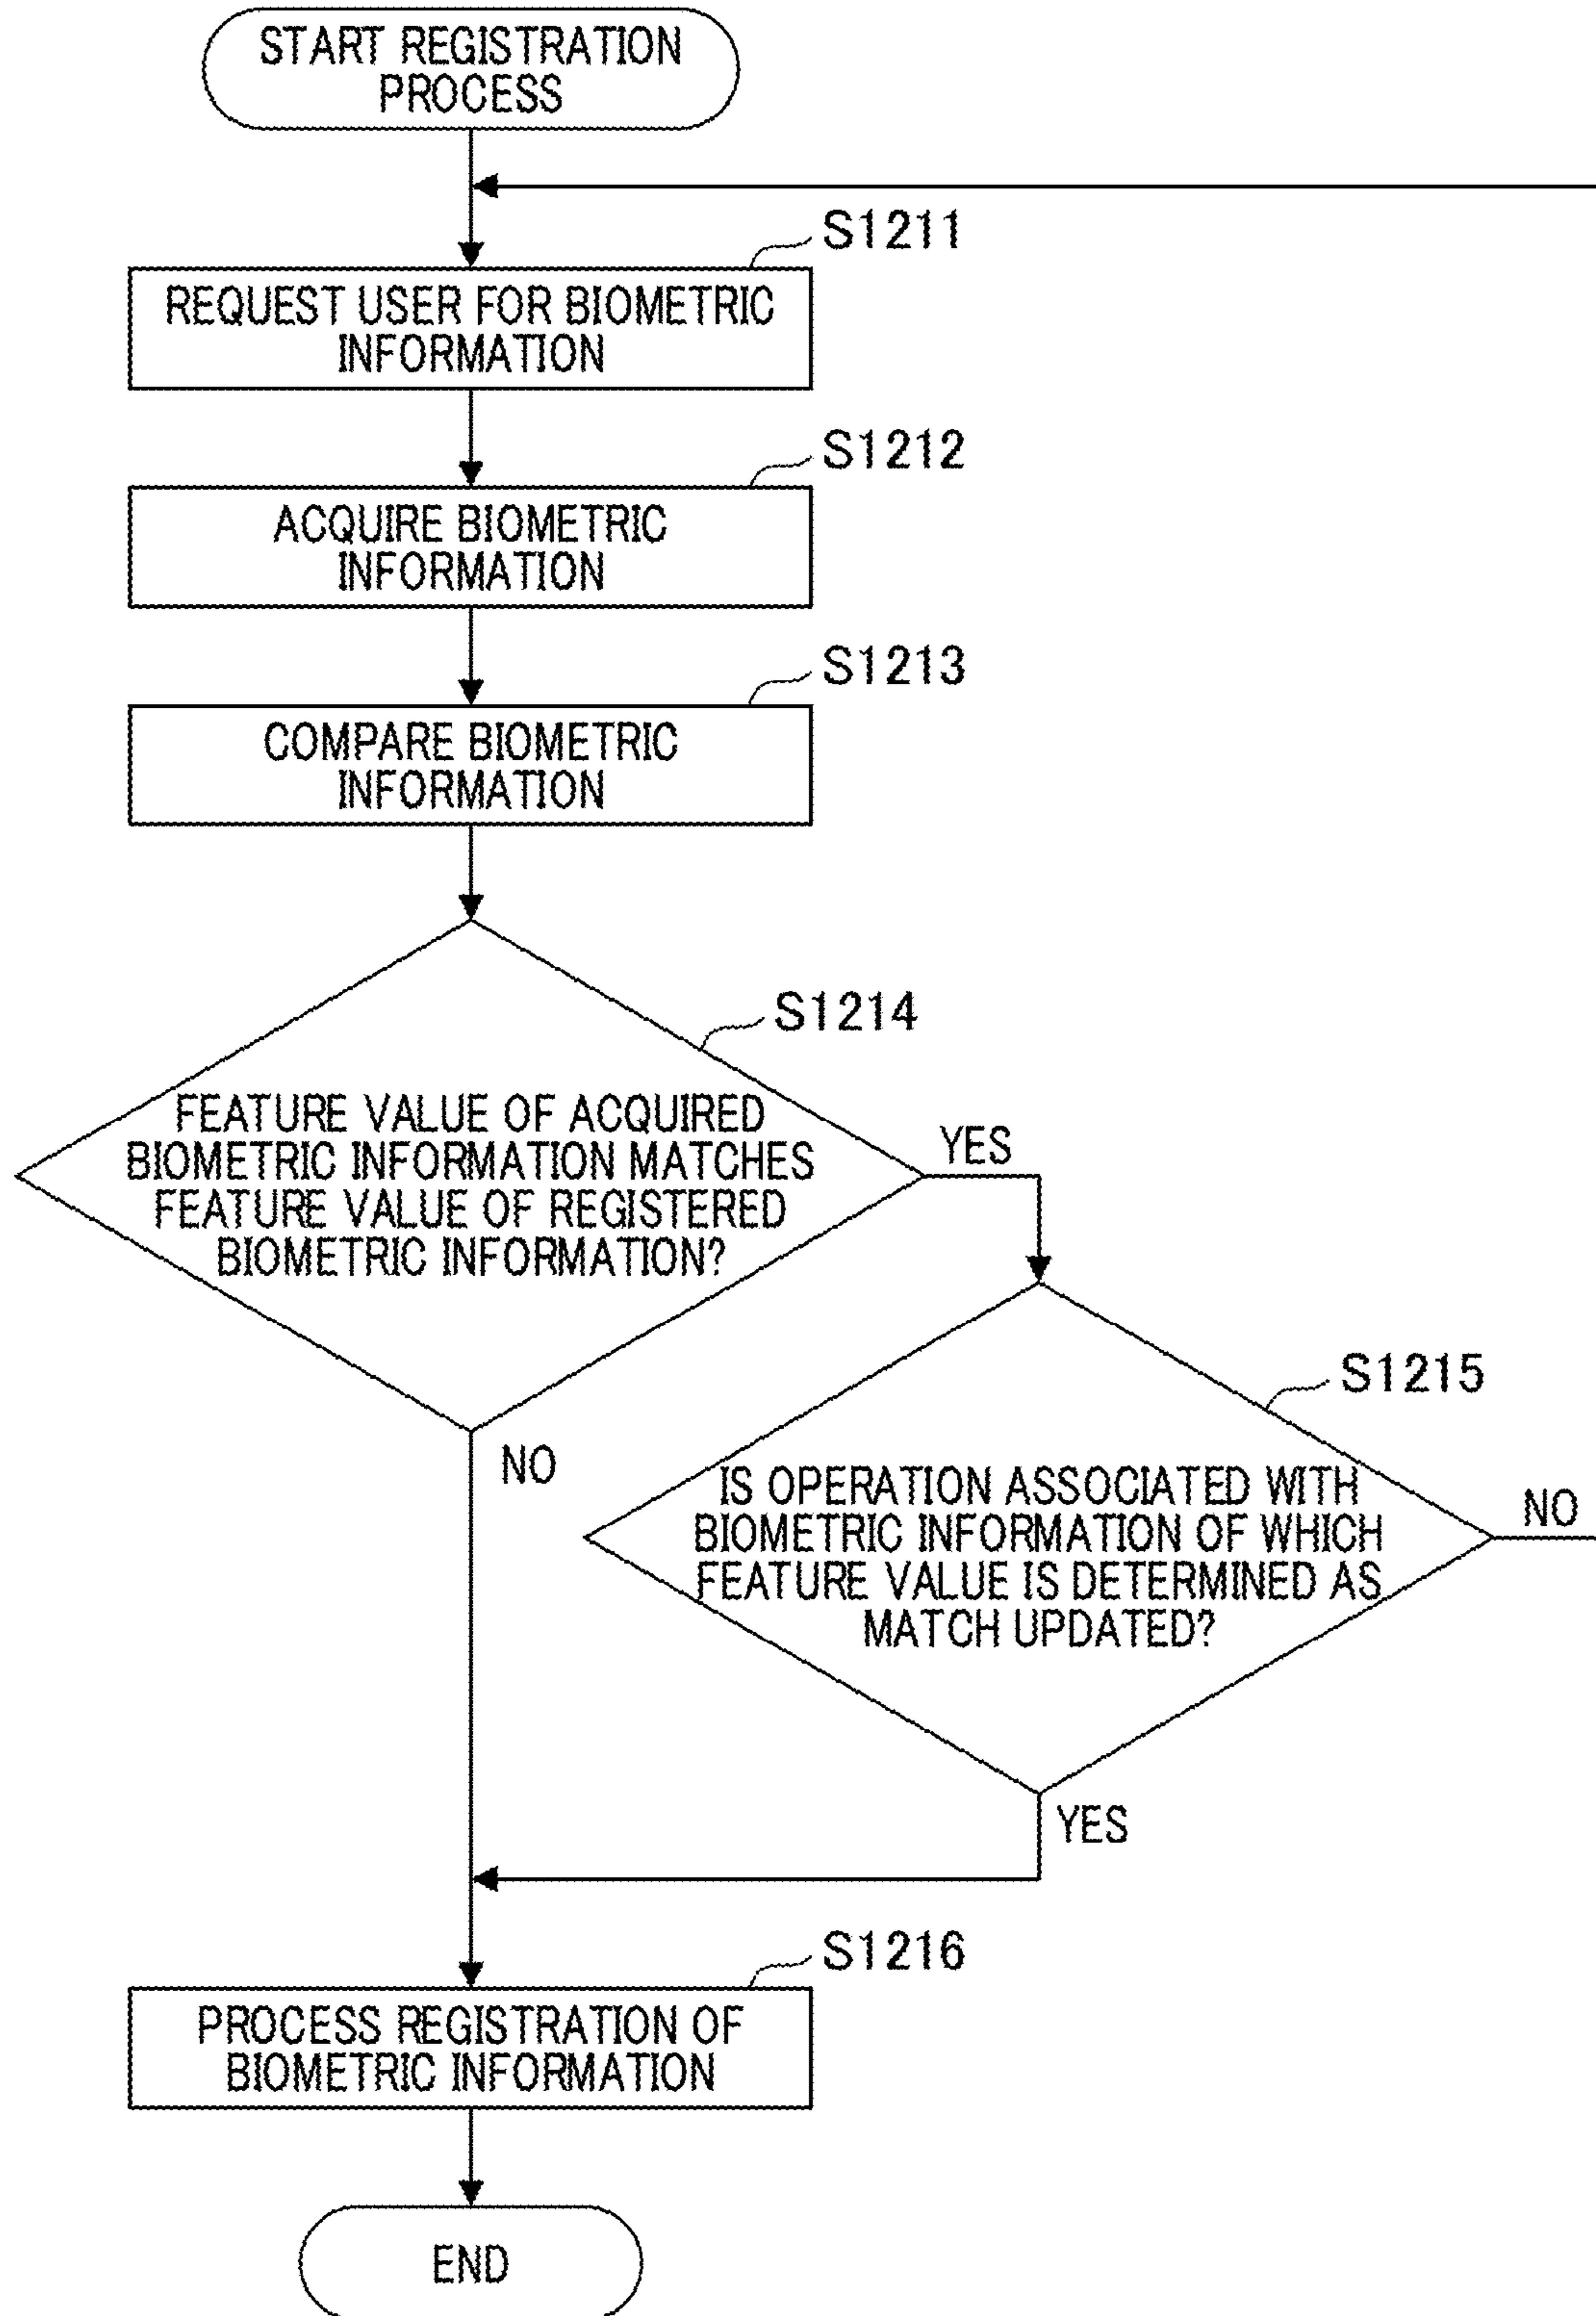 START REGISTRATION
PROCESS
S1211
REQUEST USER FOR BIOMETRIC
INFORMATION
S1212
ACQUIRE BIOMETRIC
INFORMATION
S1213
COMPARE BIOMETRIC
INFORMATION
S1214
FEATURE VALUE OF ACQUIRED
BIOMETRIC INFORMATION MATCHES
FEATURE VALUE OF REGISTERED
BIOMETRIC INFORMATION?
YES
NO
S1215
IS OPERATION ASSOCIATED WITH
BIOMETRIC INFORMATION OF WHICH
FEATURE VALUE IS DETERMINED AS
MATCH UPDATED?
NO
YES
S1216
PROCESS REGISTRATION OF
BIOMETRIC INFORMATION
END